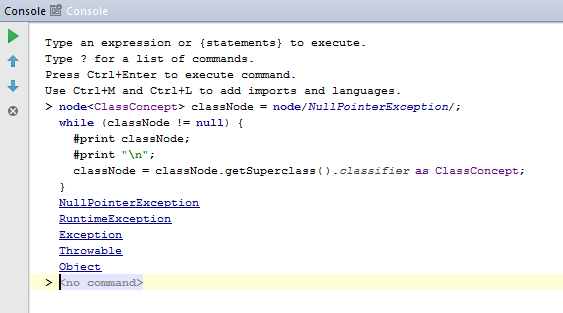 Console Console
Type an expression or {statements} to execute.
Type ? for a list of commands.
Press Ctrl+Enter to execute command.
Use Ctrl+M and Ctrl+L to add imports and languages.
> node<ClassConcept> classNode = node/NullPointerException/;
while (classNode != null) {
#print classNode;
#print "\n";
classNode = classNode.getSuperclass().classifier as ClassConcept;
}
NullPointerException
RuntimeException
Exception
Throwable
Object
> <no command>